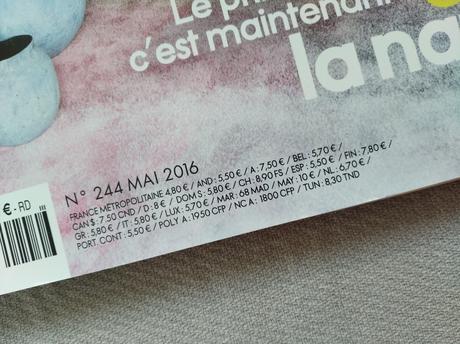 Le pri
c'est maintenant
la na
€ - RD
N° 244 MAI 2016
FRANCE MÉTROPOLITAINE 4,80 € / AND : 5,50 € / A : 7,50 € / BEL : 5,70 € /
CAN $ : 7,50 CND / D : 8 € / DOM S : 5,80 € / CH : 8,90 FS / ESP : 5,50 € / FIN : 7,80 € /
GR : 5,80 € / IT : 5,80 € / LUX : 5,70 € / MAR : 68 MAD / MAY : 10 € / NL : 6,70 € /
PORT. CONT : 5,50 € / POLY A : 1950 CFP / NC A : 1800 CFP / TUN : 8,30 TND